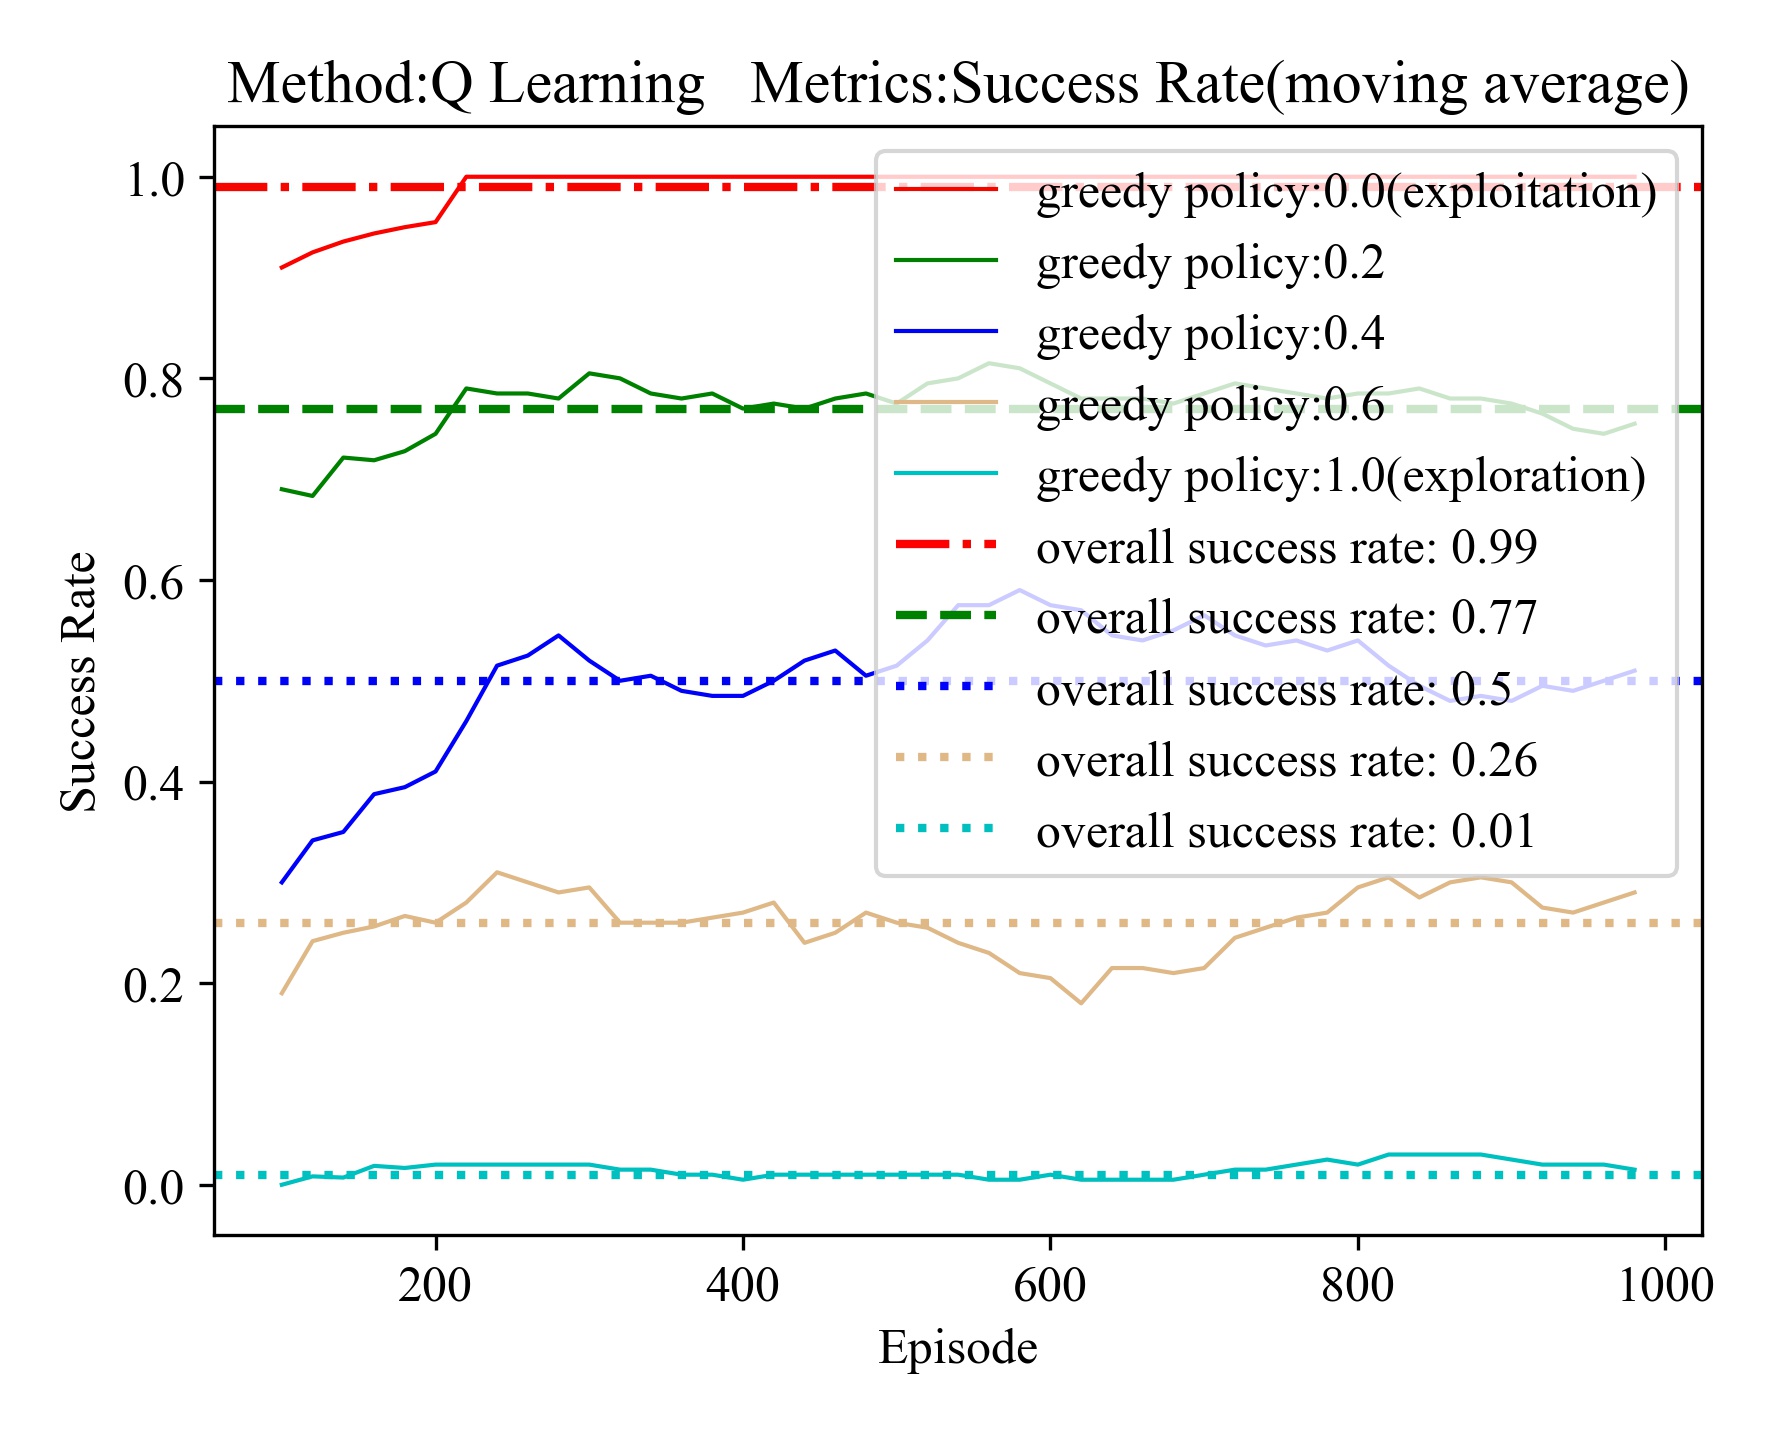 Method:Q Learning   Metrics:Success Rate(moving average)
1.0
0.8
0.6
0.4
0.2
0.0
Success Rate
greedy policy:0.0(exploitation)
greedy policy:0.2
greedy policy:0.4
greedy policy:0.6
greedy policy:1.0(exploration)
overall success rate: 0.99
overall success rate: 0.77
overall success rate: 0.5
overall success rate: 0.26
overall success rate: 0.01
200 400 600 800 1000
Episode